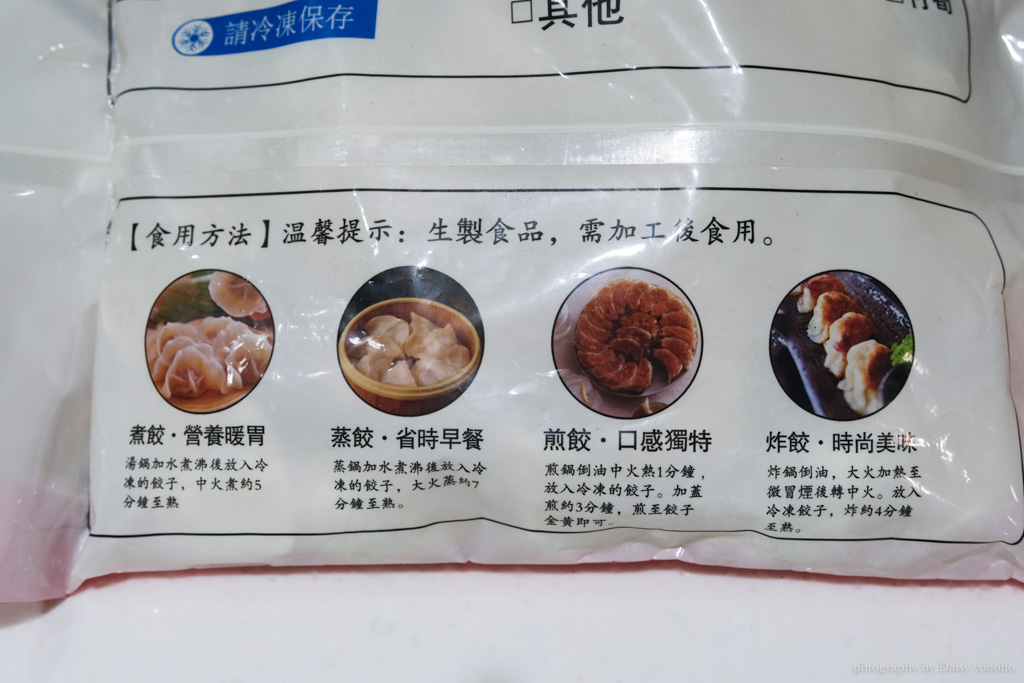 請冷凍保存
□其他
【食用方法】溫馨提示：生製食品，需加工後食用。
煮餃·營養暖胃
湯鍋加水煮沸後放入冷
凍的餃子，中火煮約5
分鐘至熟
蒸餃·省時早餐
蒸鍋加水煮沸後放入冷
凍的餃子，大火蒸約7
分鐘至熟。
煎餃·口感獨特
煎鍋倒油中火熱1分鐘，
放入冷凍的餃子。加蓋
煎約3分鐘，煎至餃子
金黃即可。
炸餃·時尚美味
炸鍋倒油，大火加熱至
微冒煙後轉中火。放入
冷凍餃子，炸約4分鐘
至熟。
phtrography by Daisy yohoho